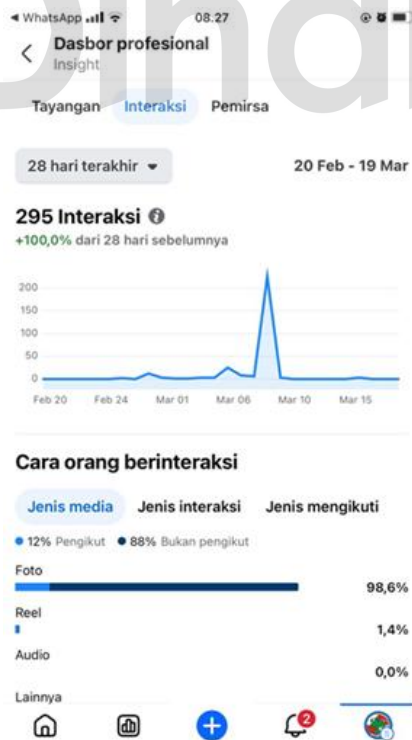 ◀ WhatsApp 08.27
Dasbor profesional
Insight
Tayangan Interaksi Pemirsa
28 hari terakhir 20 Feb - 19 Mar
295 Interaksi
+100,0% dari 28 hari sebelumnya
200
150
100
50
0
Feb 20 Feb 24 Mar 01 Mar 06 Mar 10 Mar 15
Cara orang berinteraksi
Jenis media Jenis interaksi Jenis mengikuti
12% Pengikut 88% Bukan pengikut
Foto
98,6%
Reel
1,4%
Audio
0,0%
Lainnya
2